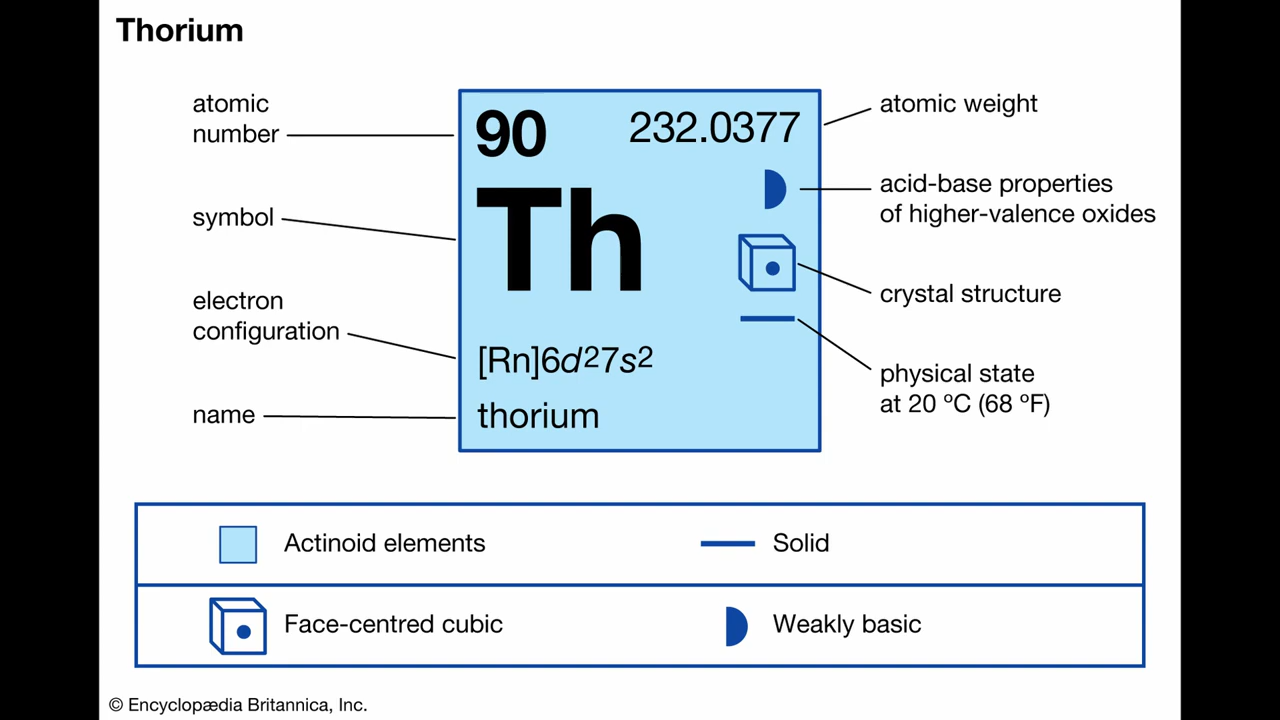 Thorium
atomic
number
symbol
electron
configuration
name
90
232.0377
Th
[Rn]6d27s2
thorium
atomic weight
acid-base properties
of higher-valence oxides
crystal structure
physical state
at 20 ºC (68 ºF)
Actinoid elements
Solid
Face-centred cubic
Weakly basic
© Encyclopædia Britannica, Inc.